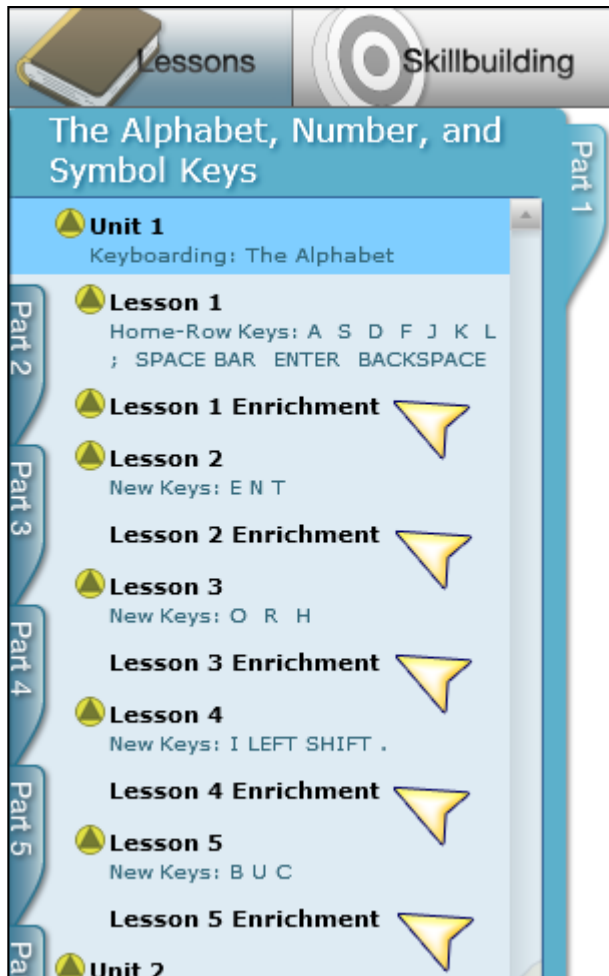 Lessons
Skillbuilding
The Alphabet, Number, and
Symbol Keys
Part 1
Unit 1
Keyboarding: The Alphabet
Lesson 1
Home-Row Keys: A S D F J K L
; SPACE BAR ENTER BACKSPACE
Part 2
Lesson 1 Enrichment
Lesson 2
New Keys: E N T
Part 3
Lesson 2 Enrichment
Lesson 3
New Keys: O R H
Part 4
Lesson 3 Enrichment
Lesson 4
New Keys: I LEFT SHIFT .
Lesson 4 Enrichment
Part 5
Lesson 5
New Keys: B U C
Lesson 5 Enrichment
Pa
Unit 2